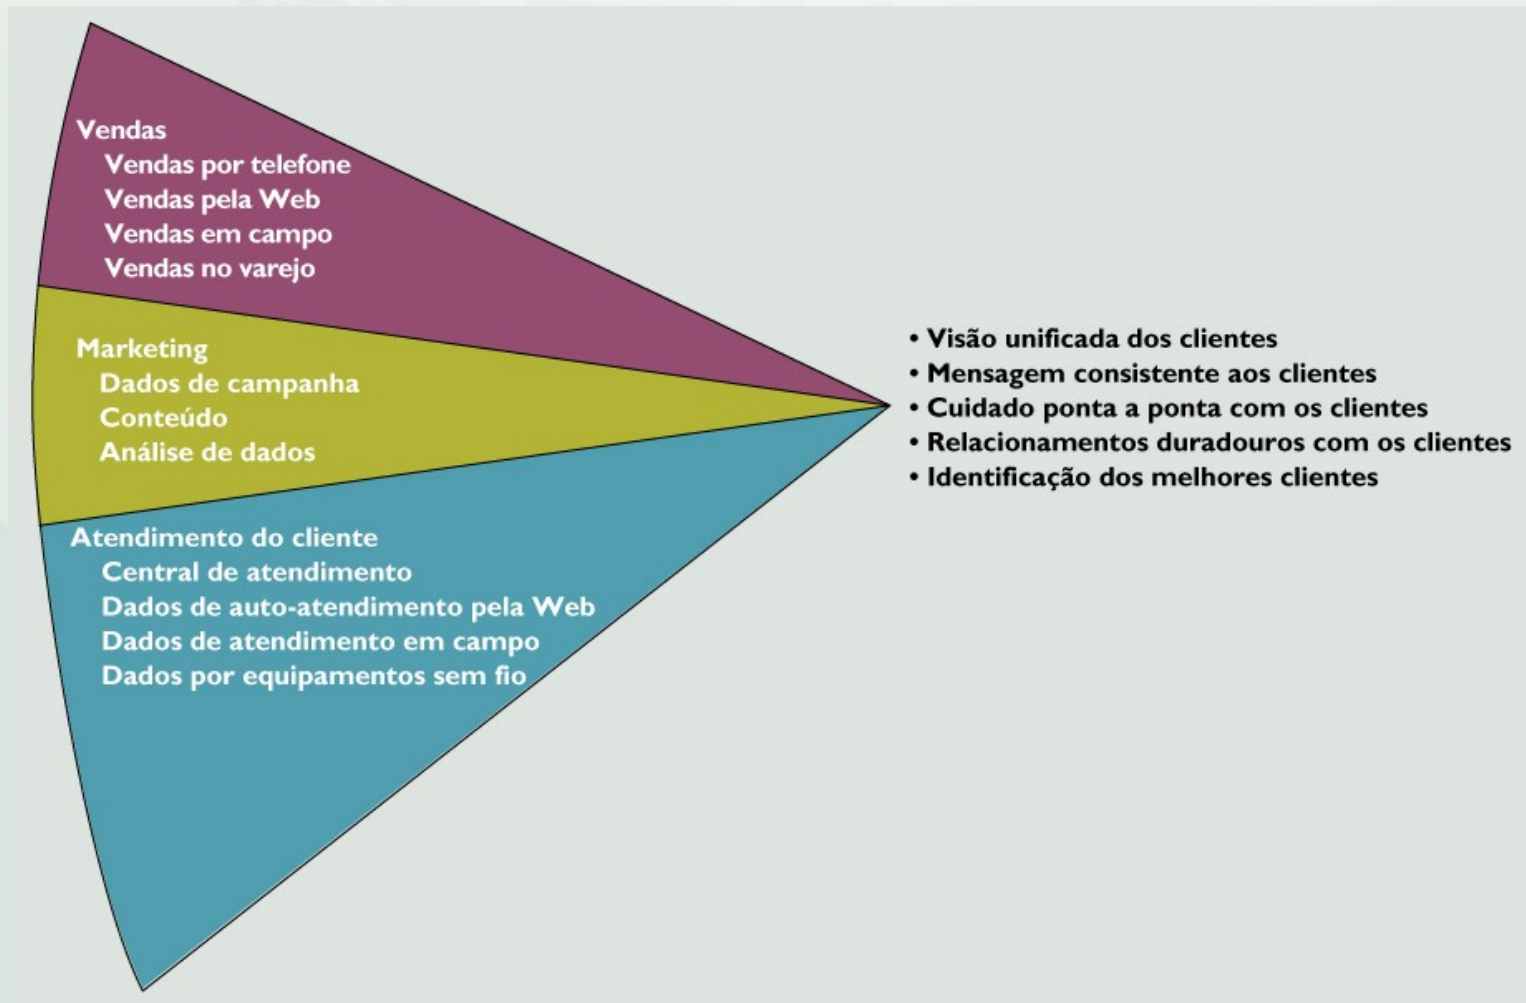 Vendas
Vendas por telefone
Vendas pela Web
Vendas em campo
Vendas no varejo
Marketing
Dados de campanha
Conteúdo
Análise de dados
Atendimento do cliente
Central de atendimento
Dados de auto-atendimento pela Web
Dados de atendimento em campo
Dados por equipamentos sem fio
• Visão unificada dos clientes
• Mensagem consistente aos clientes
• Cuidado ponta a ponta com os clientes
• Relacionamentos duradouros com os clientes
• Identificação dos melhores clientes